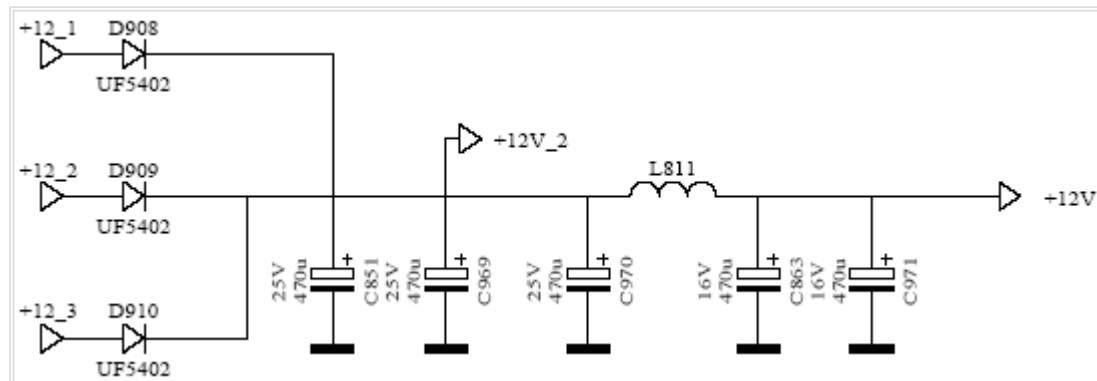 +12_1
D908
UF5402
+12V_2
+12_2
D909
UF5402
L811
+12V
25V
470u
C851
+
25V
470u
C969
+
25V
470u
C970
+
16V
470u
C863
+
16V
470u
C971
+
+12_3
D910
UF5402